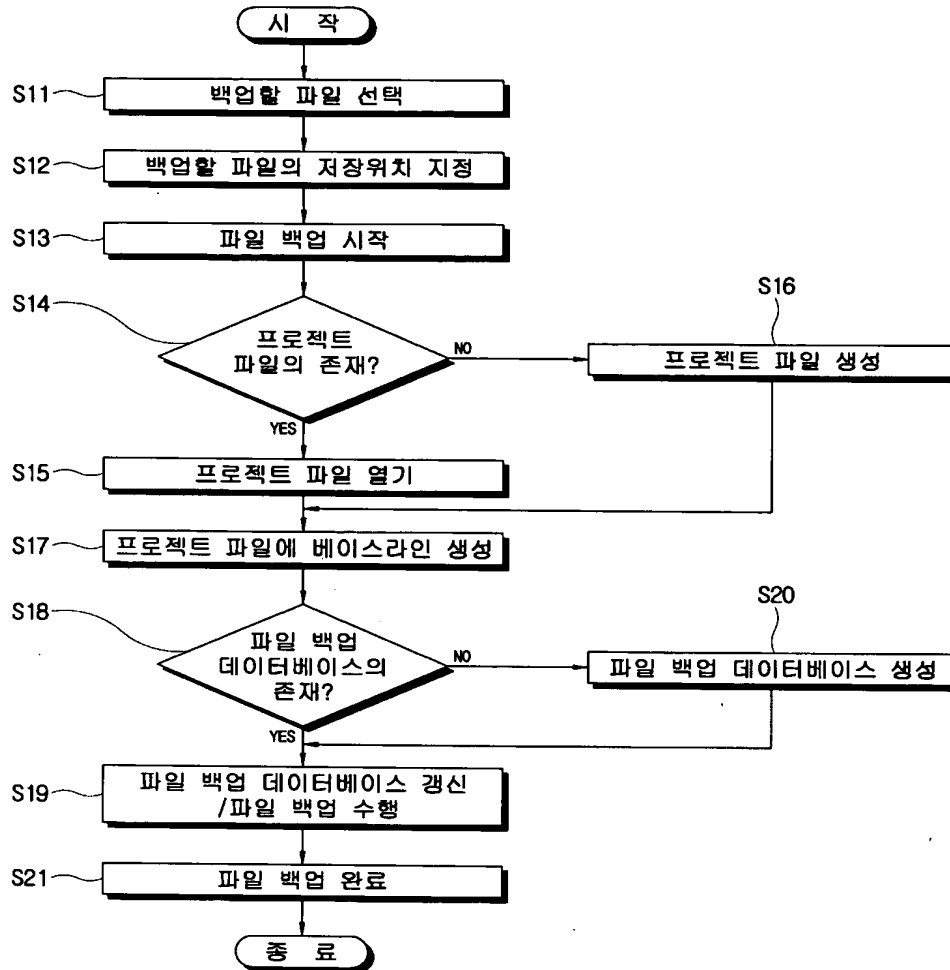 시 작
S11
백업할 파일 선택
S12
백업할 파일의 저장위치 지정
S13
파일 백업 시작
S14
프로젝트
파일의 존재?
NO
S16
프로젝트 파일 생성
YES
S15
프로젝트 파일 열기
S17
프로젝트 파일에 베이스라인 생성
S18
파일 백업
데이터베이스의
존재?
NO
S20
파일 백업 데이터베이스 생성
YES
S19
파일 백업 데이터베이스 갱신
/파일 백업 수행
S21
파일 백업 완료
종 료